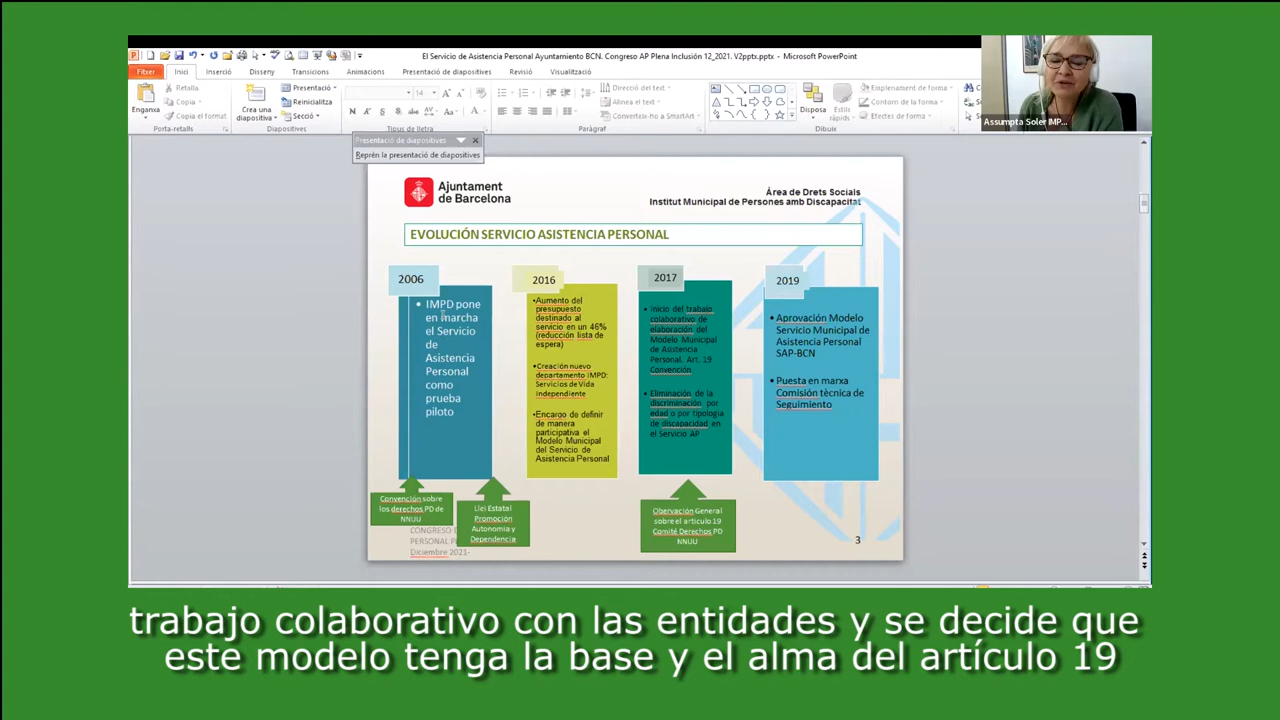 El Servicio de Asistencia Personal Ayuntamiento BCN. Congreso AP Plena Inclusión 12_2021. V2pptx.pptx - Microsoft PowerPoint
Fitxer Inici Inserció Disseny Transicions Animacions Presentació de diapositives Revisió Visualització
Enganxa
Retalla
Copia
Copia el format
Porta-retalls
Crea una
diapositiva
Presentació
Reinicialitza
Secció
Diapositives
14
Tipus de lletra
Direcció del text
Alinea el text
Converteix-ho a SmartArt
Paràgraf
Disposa
Emplenament de forma
Contorn de la forma
Efectes de forma
Dibuix
Assumpta Soler IMP...
Presentació de diapositives
Reprèn la presentació de diapositives
Ajuntament
de Barcelona
Área de Drets Socials
Institut Municipal de Persones amb Discapacitat
EVOLUCIÓN SERVICIO ASISTENCIA PERSONAL
2006
• IMPD pone
en marcha
el Servicio
de
Asistencia
Personal
como
prueba
piloto
2016
•Aumento del
presupuesto
destinado al
servicio en un 46%
(reducción lista de
espera)
•Creación nuevo
departamento IMPD:
Servicios de Vida
Independiente
•Encargo de definir
de manera
participativa el
Modelo Municipal
del Servicio de
Asistencia Personal
2017
• Inicio del trabajo
colaborativo de
elaboración del
Modelo Municipal
de Asistencia
Personal. Art. 19
Convención
• Eliminación de la
discriminación por
edad o por tipologia
de discapacidad en
el Servicio AP
2019
• Aprovación Modelo
Servicio Municipal de
Asistencia Personal
SAP-BCN
• Puesta en marxa
Comisión tècnica de
Seguimiento
Convención sobre
los derechos PD de
NNUU
Llei Estatal
Promoción
Autonomia y
Dependencia
Obervación General
sobre el articulo 19
Comité Derechos PD
NNUU
CONGRESO
PERSONAL
Diciembre 2021-
3
trabajo colaborativo con las entidades y se decide que
este modelo tenga la base y el alma del artículo 19